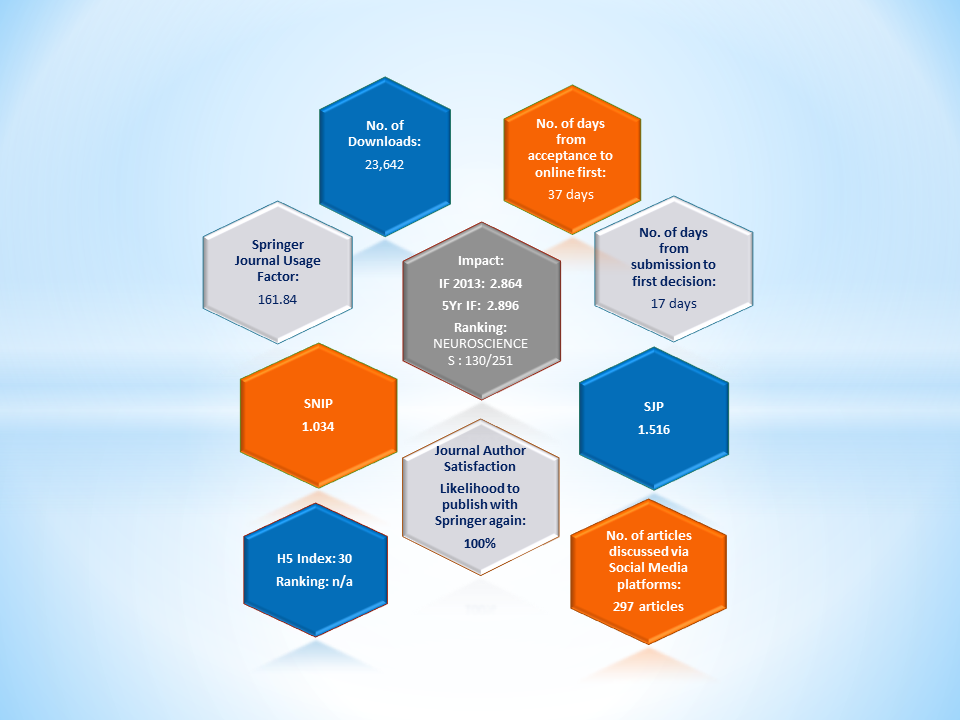 No. of
Downloads:
23,642
No. of days
from
acceptance to
online first:
37 days
Springer
Journal Usage
Factor:
161.84
Impact:
IF 2013: 2.864
5Yr IF: 2.896
Ranking:
NEUROSCIENCE
S : 130/251
No. of days
from
submission to
first decision:
17 days
SNIP
1.034
SJP
1.516
Journal Author
Satisfaction
Likelihood to
publish with
Springer again:
100%
H5 Index: 30
Ranking: n/a
No. of articles
discussed via
Social Media
platforms:
297 articles